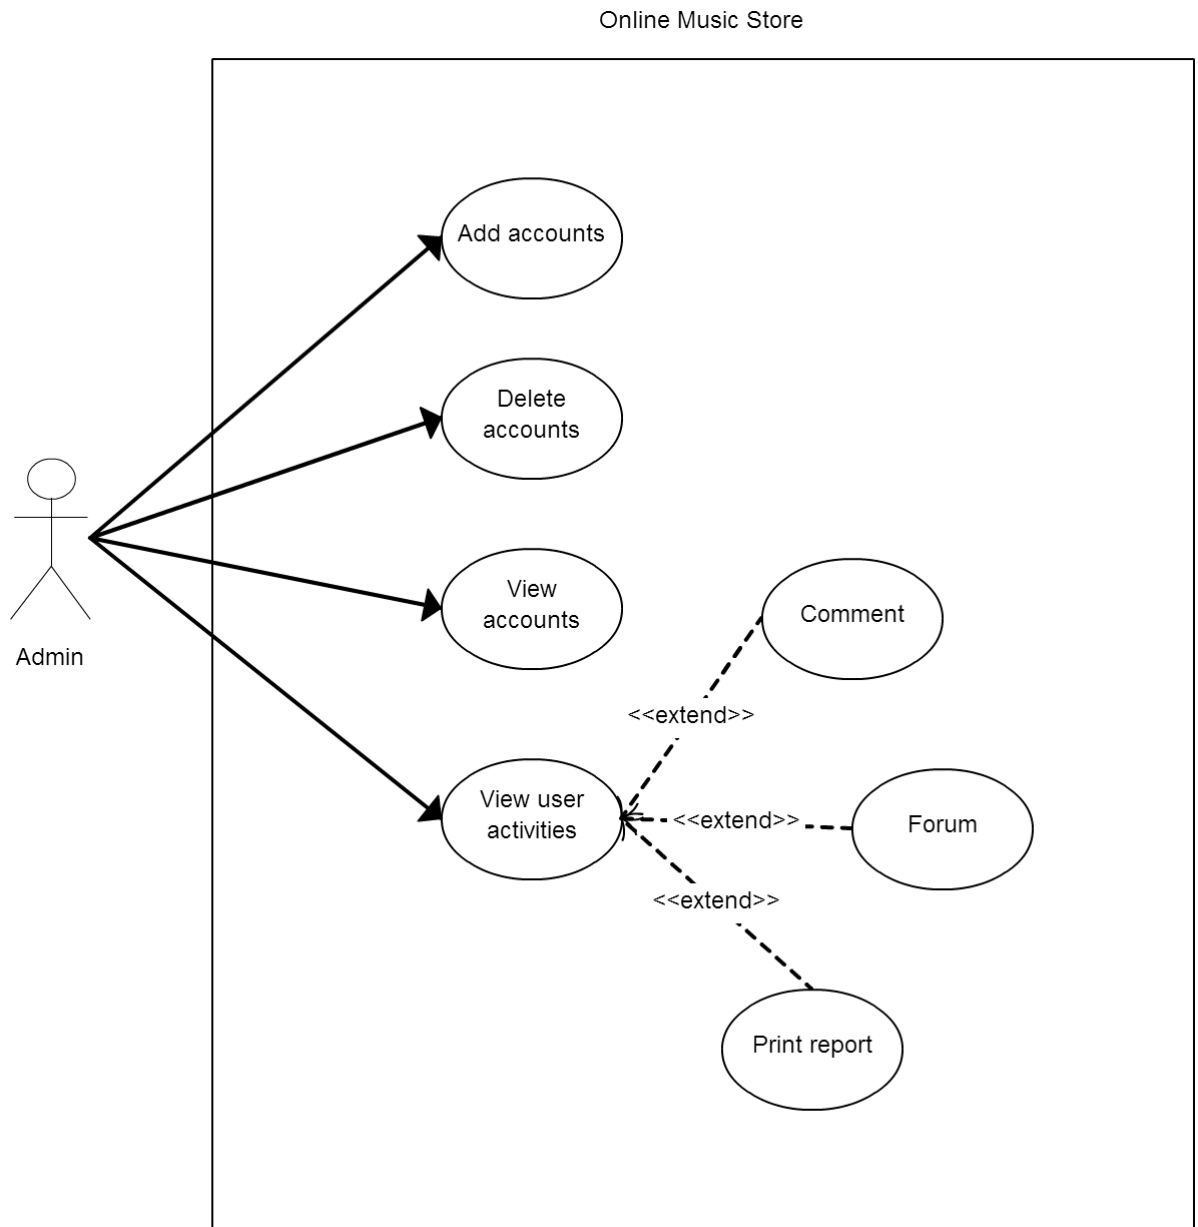 Online Music Store
Add accounts
Delete
accounts
View
accounts
Comment
Admin
<<extend>>
View user
activities
<<extend>>
Forum
<<extend>>
Print report